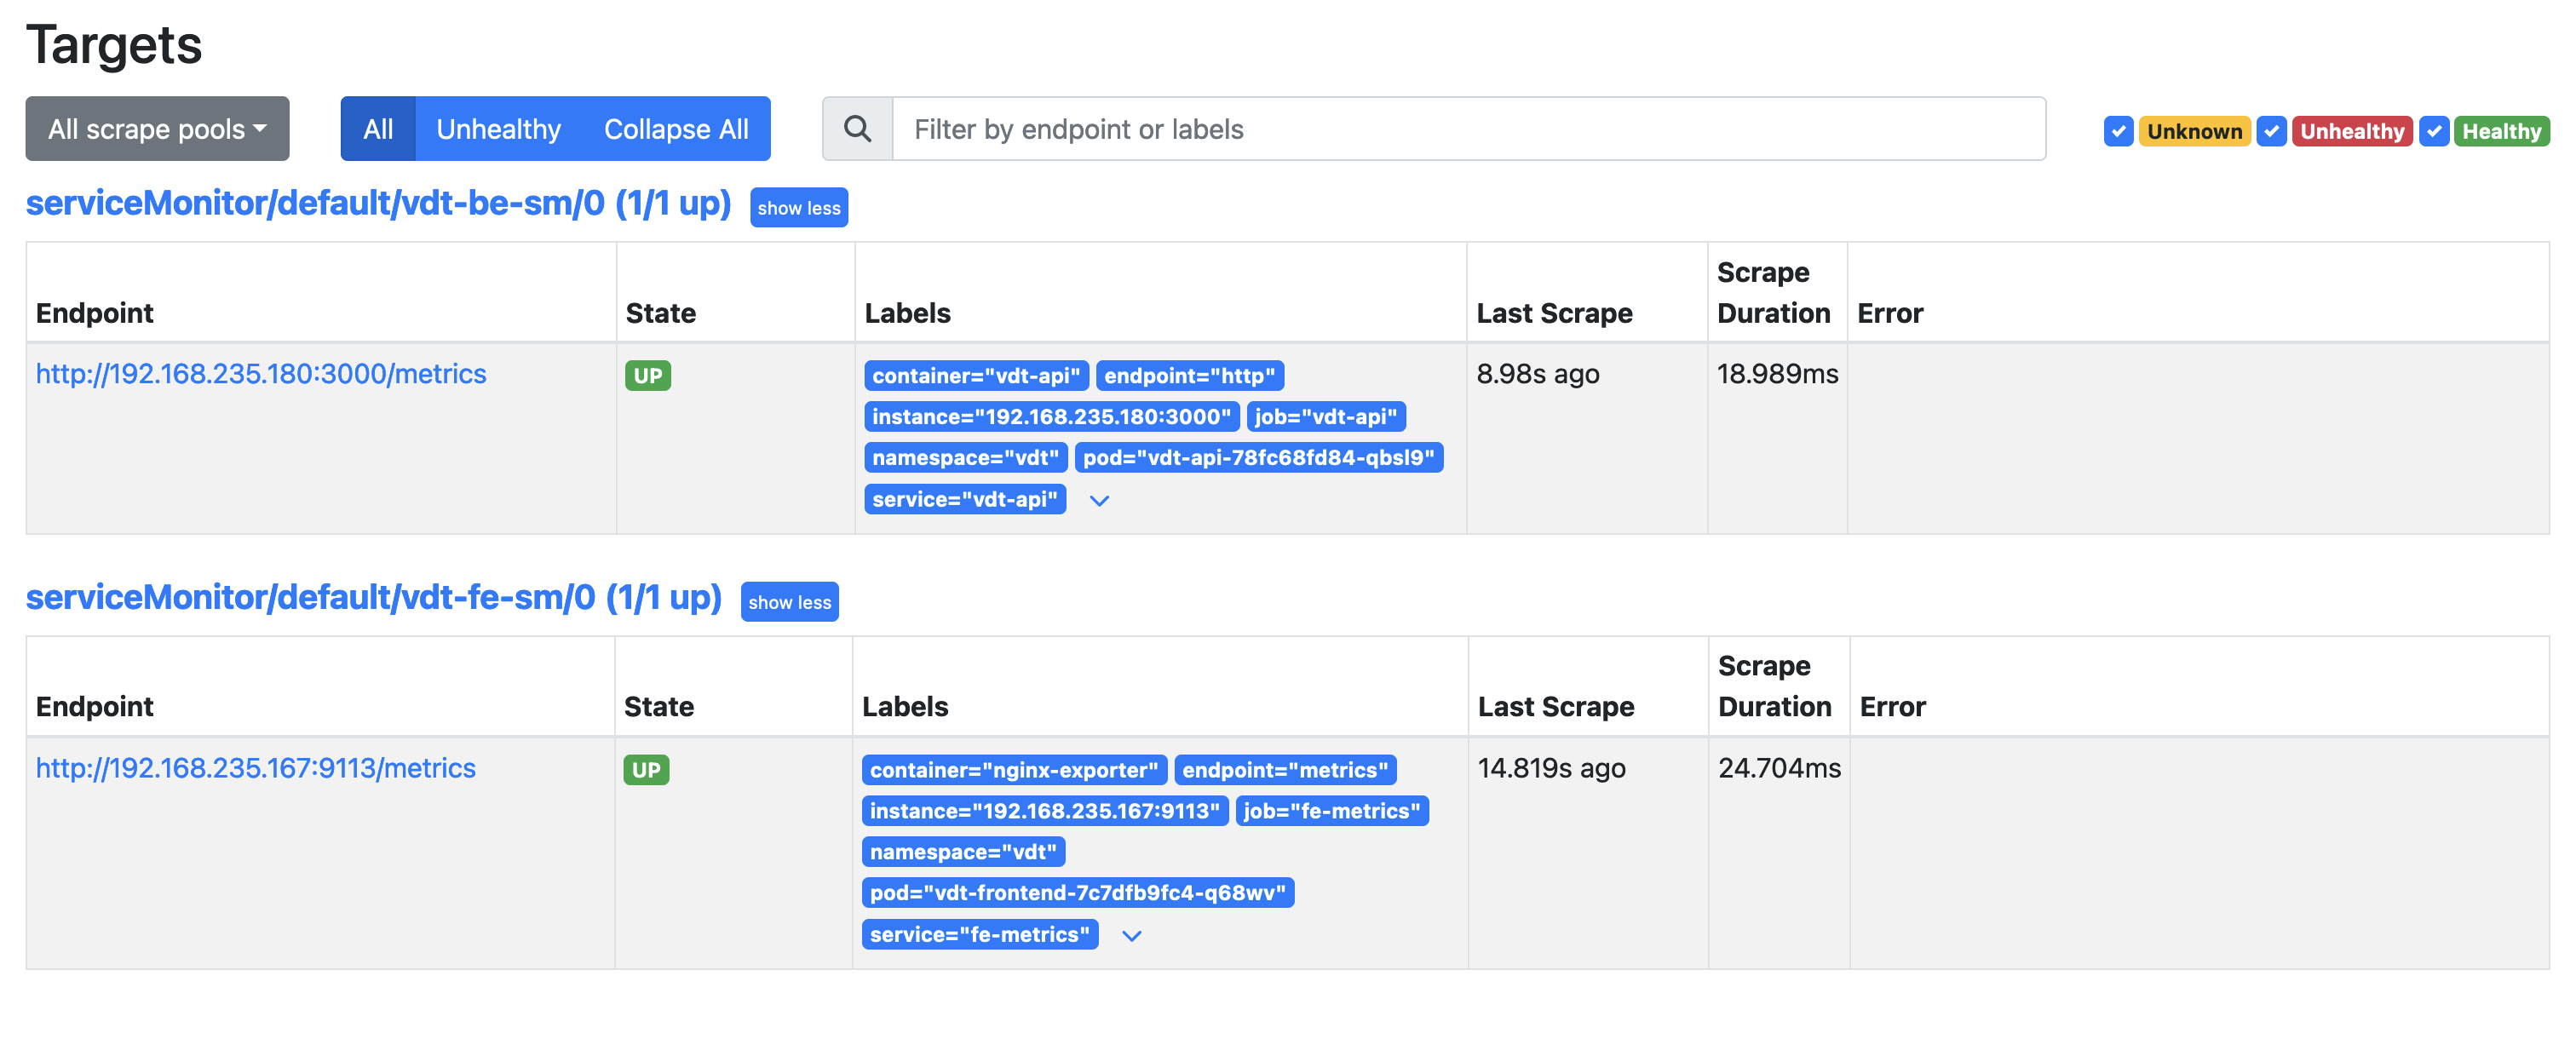 Targets
All scrape pools All Unhealthy Collapse All Filter by endpoint or labels Unknown Unhealthy Healthy
serviceMonitor/default/vdt-be-sm/0 (1/1 up) show less
Endpoint State Labels Last Scrape Scrape Duration Error
http://192.168.235.180:3000/metrics UP container="vdt-api" endpoint="http" 8.98s ago 18.989ms
instance="192.168.235.180:3000" job="vdt-api"
namespace="vdt" pod="vdt-api-78fc68fd84-qbsl9"
service="vdt-api"
serviceMonitor/default/vdt-fe-sm/0 (1/1 up) show less
Endpoint State Labels Last Scrape Scrape Duration Error
http://192.168.235.167:9113/metrics UP container="nginx-exporter" endpoint="metrics" 14.819s ago 24.704ms
instance="192.168.235.167:9113" job="fe-metrics"
namespace="vdt"
pod="vdt-frontend-7c7dfb9fc4-q68wv"
service="fe-metrics"